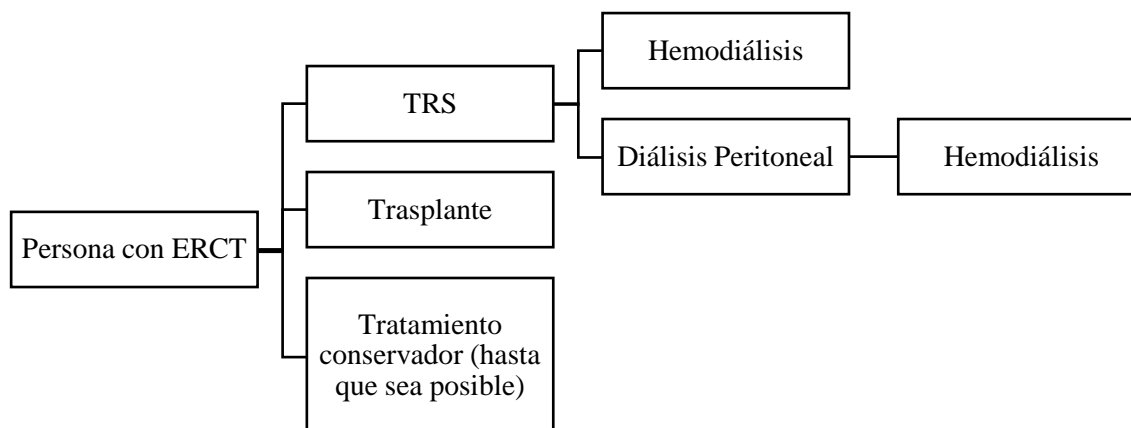 Hemodiálisis
TRS
Diálisis Peritoneal
Hemodiálisis
Trasplante
Persona con ERCT
Tratamiento
conservador (hasta
que sea posible)